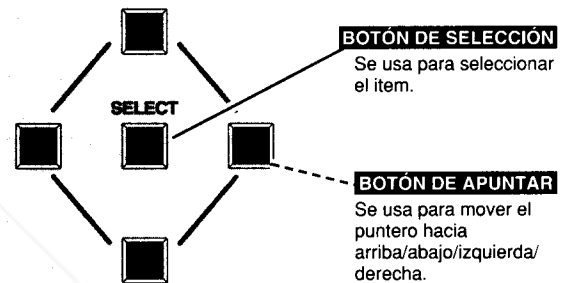 BOTÓN DE SELECCIÓN
Se usa para seleccionar
el item.
SELECT
BOTÓN DE APUNTAR
Se usa para mover el
puntero hacia
arriba/abajo/izquierda/
derecha.